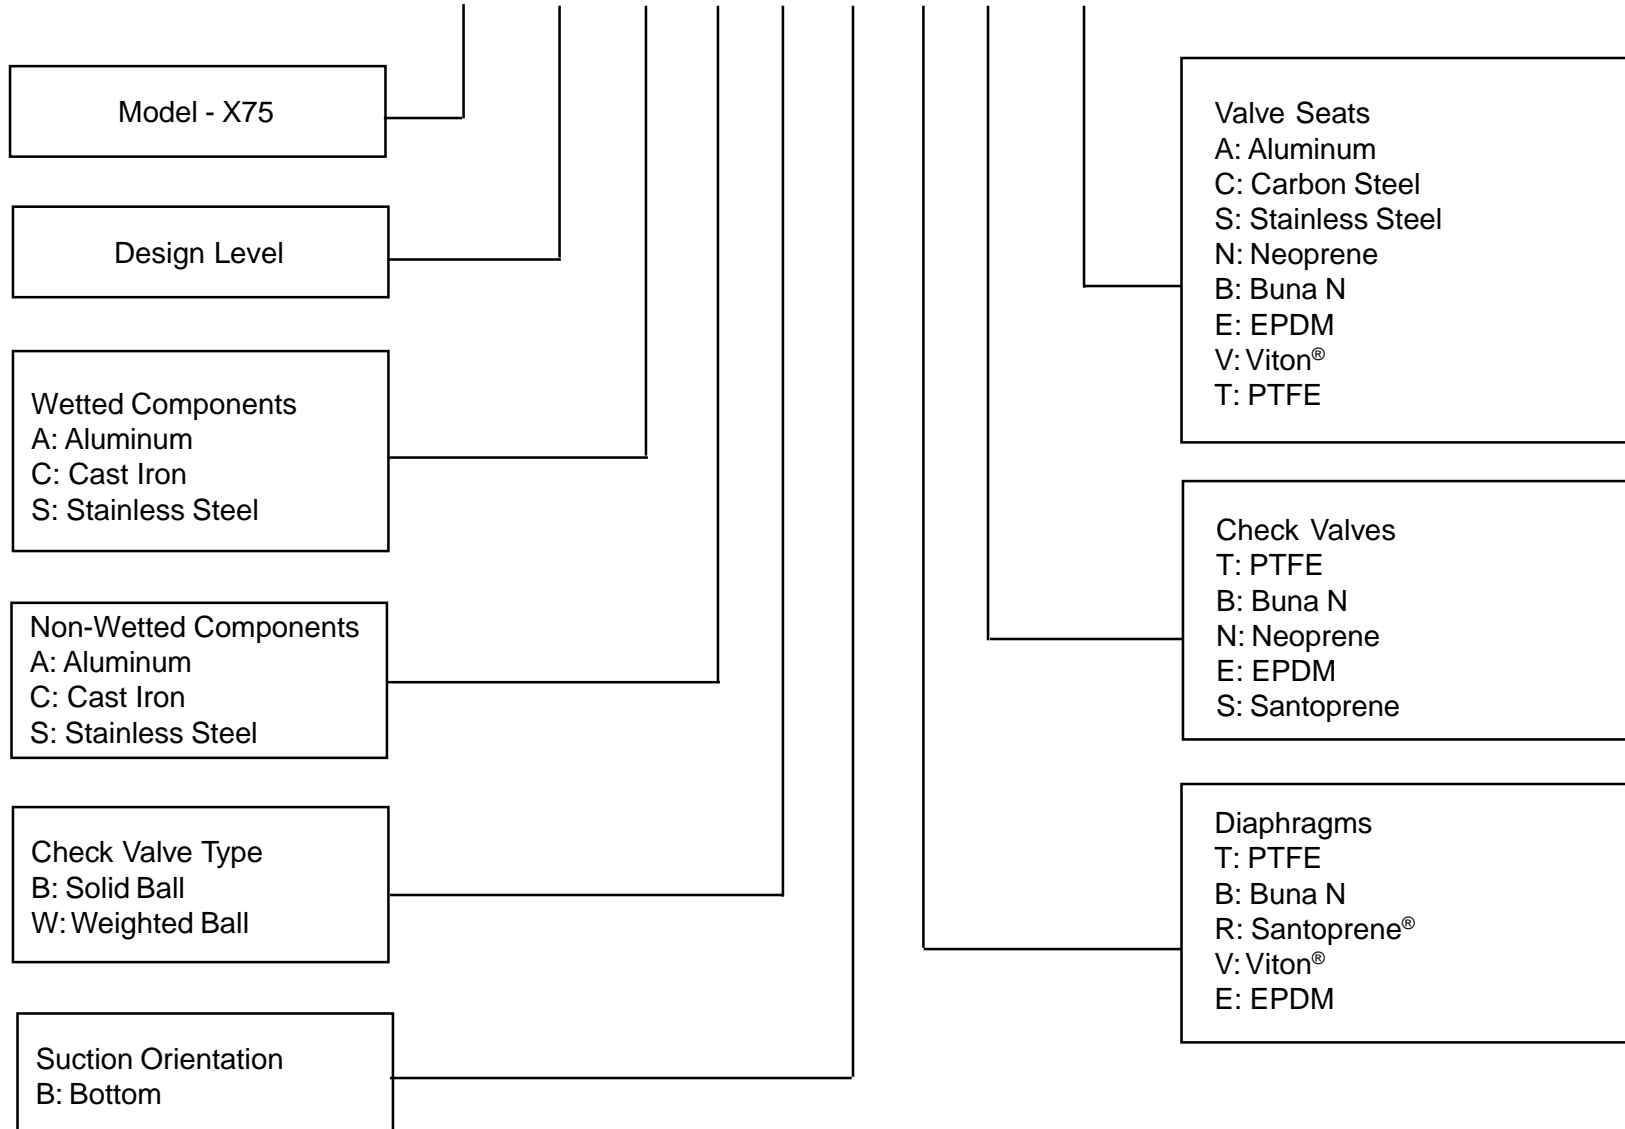 Model - X75
Design Level
Wetted Components
A: Aluminum
C: Cast Iron
S: Stainless Steel
Non-Wetted Components
A: Aluminum
C: Cast Iron
S: Stainless Steel
Check Valve Type
B: Solid Ball
W: Weighted Ball
Suction Orientation
B: Bottom
Valve Seats
A: Aluminum
C: Carbon Steel
S: Stainless Steel
N: Neoprene
B: Buna N
E: EPDM
V: Viton®
T: PTFE
Check Valves
T: PTFE
B: Buna N
N: Neoprene
E: EPDM
S: Santoprene
Diaphragms
T: PTFE
B: Buna N
R: Santoprene®
V: Viton®
E: EPDM